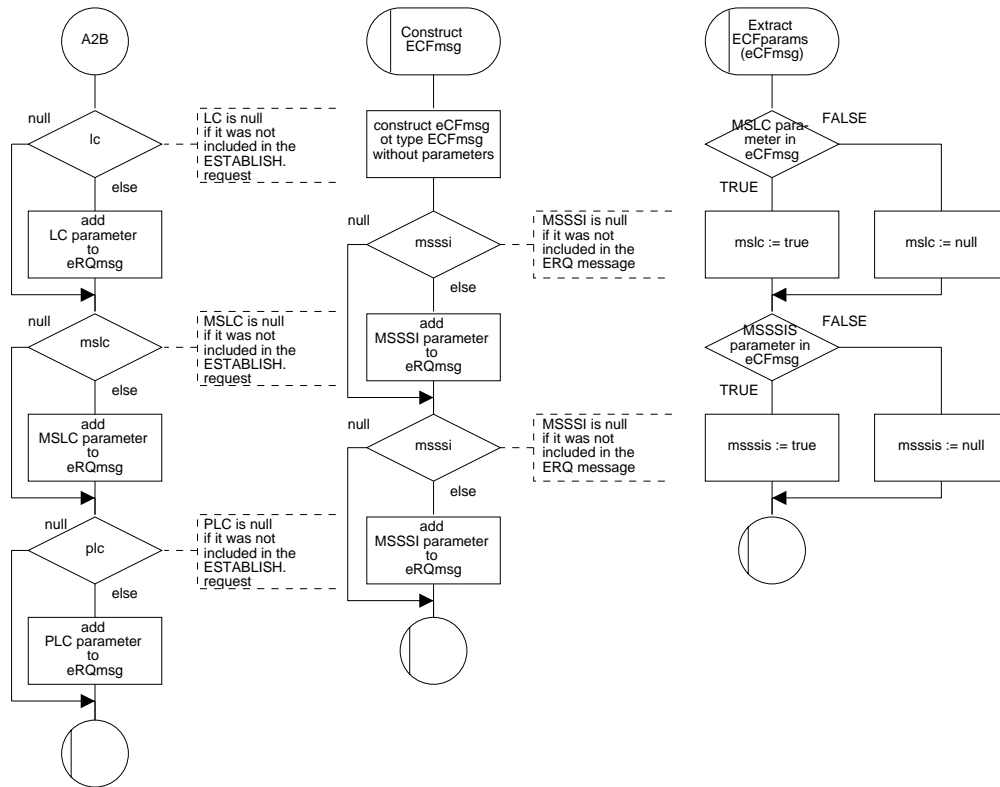 A2B
null
lc
else
LC is null
if it was not
included in the
ESTABLISH.
request
add
LC parameter
to
eRQmsg
null
mslc
else
MSLC is null
if it was not
included in the
ESTABLISH.
request
add
MSLC parameter
to
eRQmsg
null
plc
else
PLC is null
if it was not
included in the
ESTABLISH.
request
add
PLC parameter
to
eRQmsg
Construct
ECFmsg
construct eCFmsg
ot type ECFmsg
without parameters
null
msssi
else
MSSSI is null
if it was not
included in the
ERQ message
add
MSSSI parameter
to
eRQmsg
null
msssi
else
MSSSI is null
if it was not
included in the
ERQ message
add
MSSSI parameter
to
eRQmsg
Extract
ECFparams
(eCFmsg)
MSLC para-
meter in
eCFmsg
FALSE
TRUE
mslc := true
mslc := null
MSSSIS
parameter in
eCFmsg
FALSE
TRUE
msssis := true
msssis := null